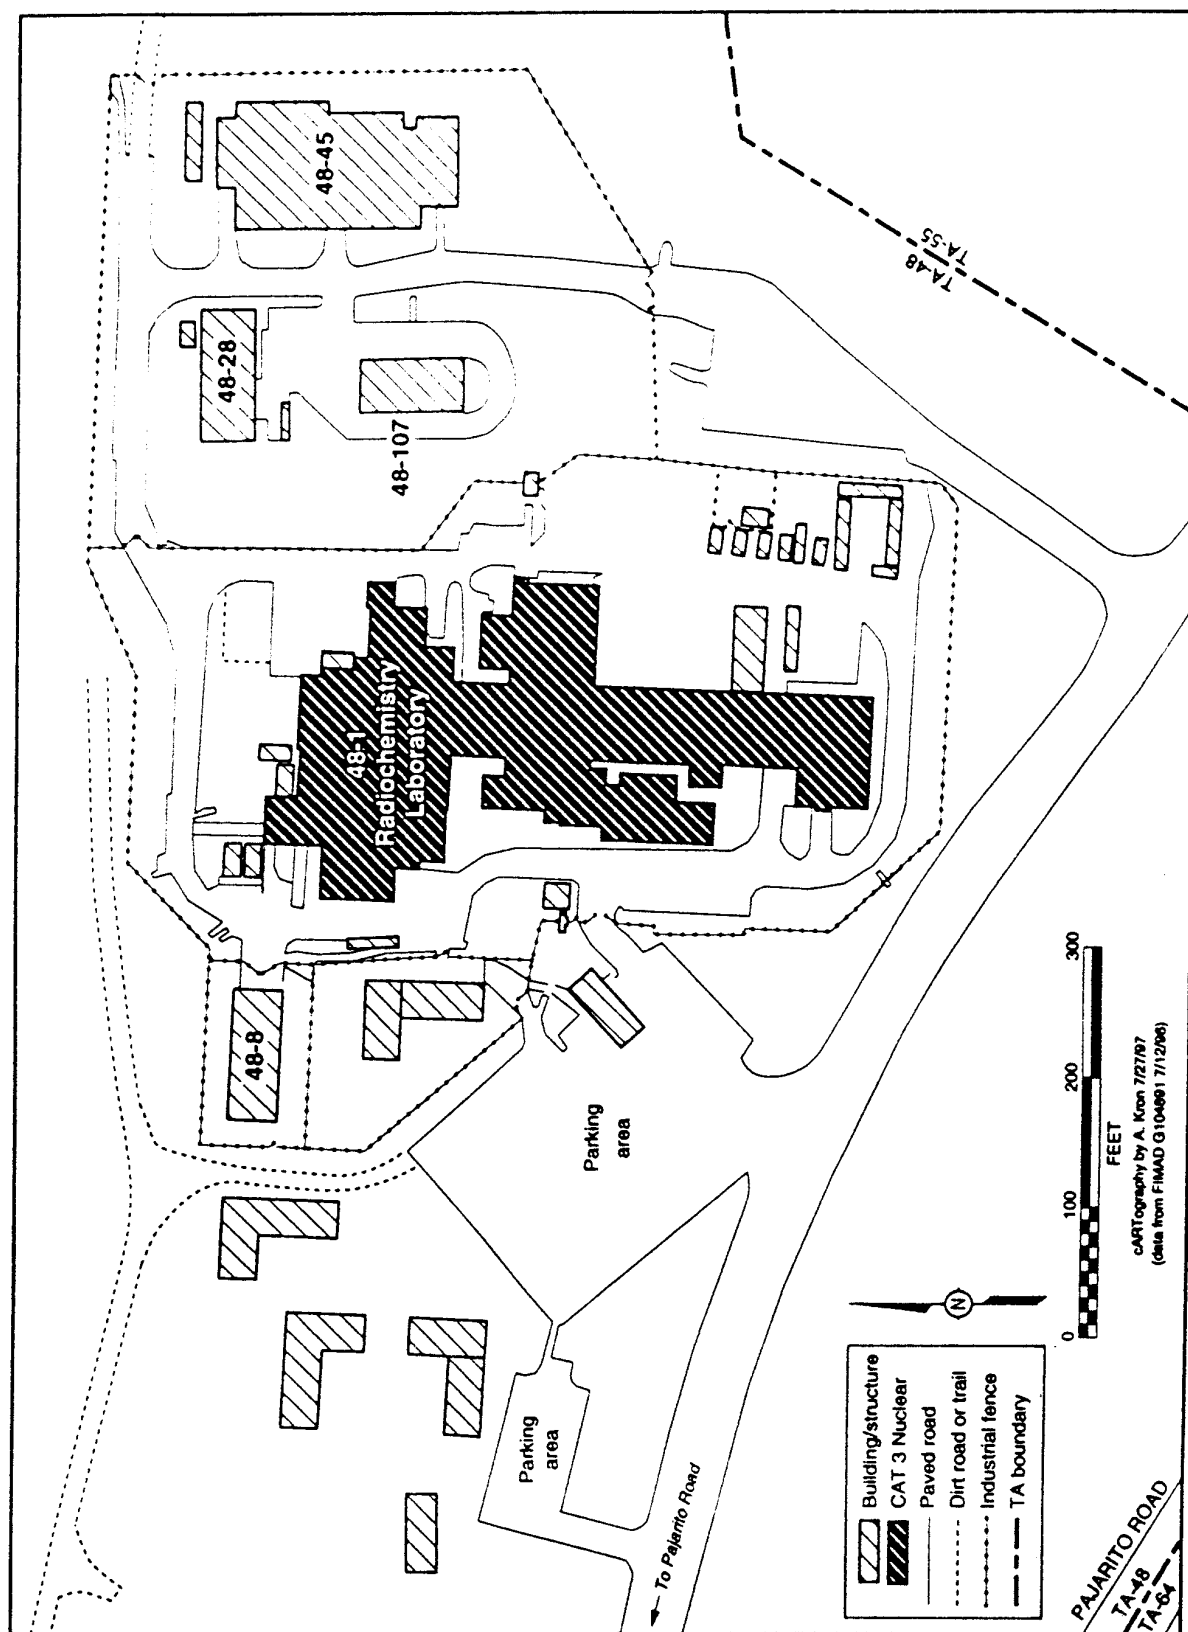 48-45
48-28
48-107
TA-55
TA-48
48-1
Radiochemistry
Laboratory
48-8
Parking
area
Parking
area
To Pajarito Road
Building/structure
CAT 3 Nuclear
Paved road
Dirt road or trail
Industrial fence
TA boundary
N
0
100
200
300
FEET
cARTography by A. Kron 7/27/97
(data from FIMAD G104691 7/12/96)
PAJARITO ROAD
TA-48
TA-64